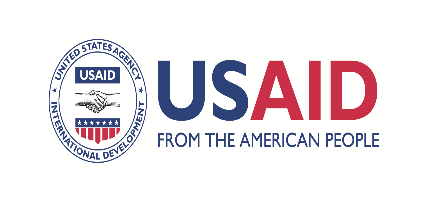 UNITED STATES AGENCY
USAID
INTERNATIONAL DEVELOPMENT
USAID
FROM THE AMERICAN PEOPLE